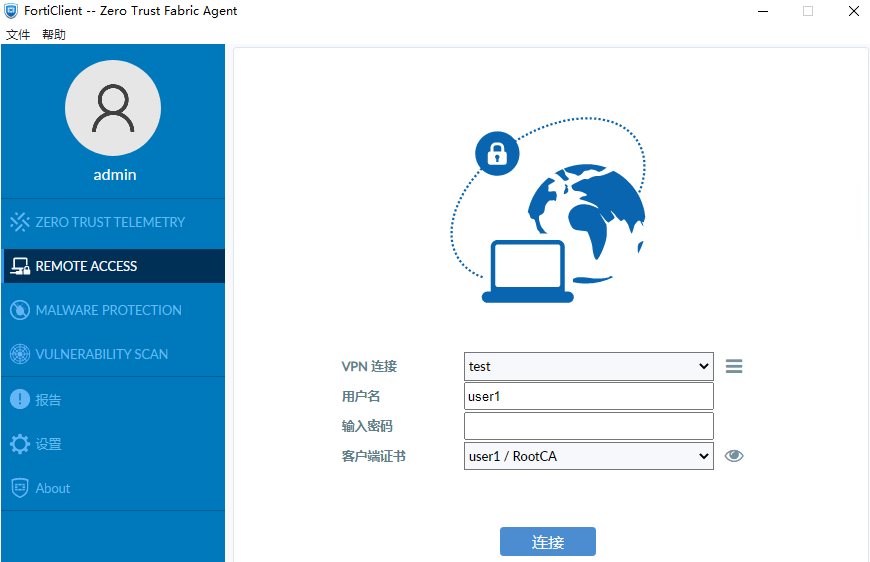 FortiClient -- Zero Trust Fabric Agent
文件 帮助
admin
ZERO TRUST TELEMETRY
REMOTE ACCESS
MALWARE PROTECTION
VULNERABILITY SCAN
报告
设置
About
VPN 连接 test
用户名 user1
输入密码
客户端证书 user1 / RootCA
连接